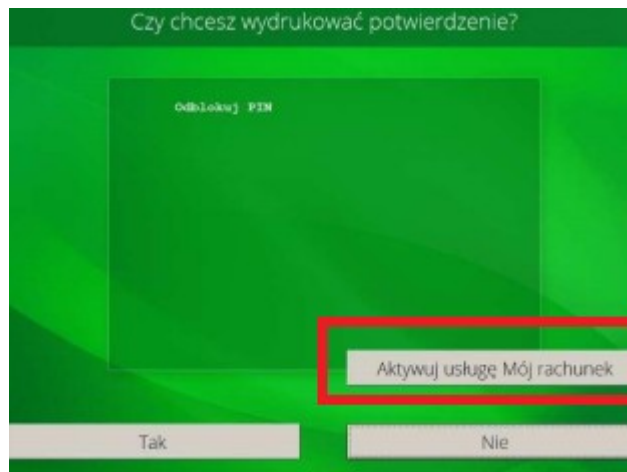 Czy chcesz wydrukować potwierdzenie?
Odblokuj PIN
Aktywuj usługę Mój rachunek
Tak
Nie